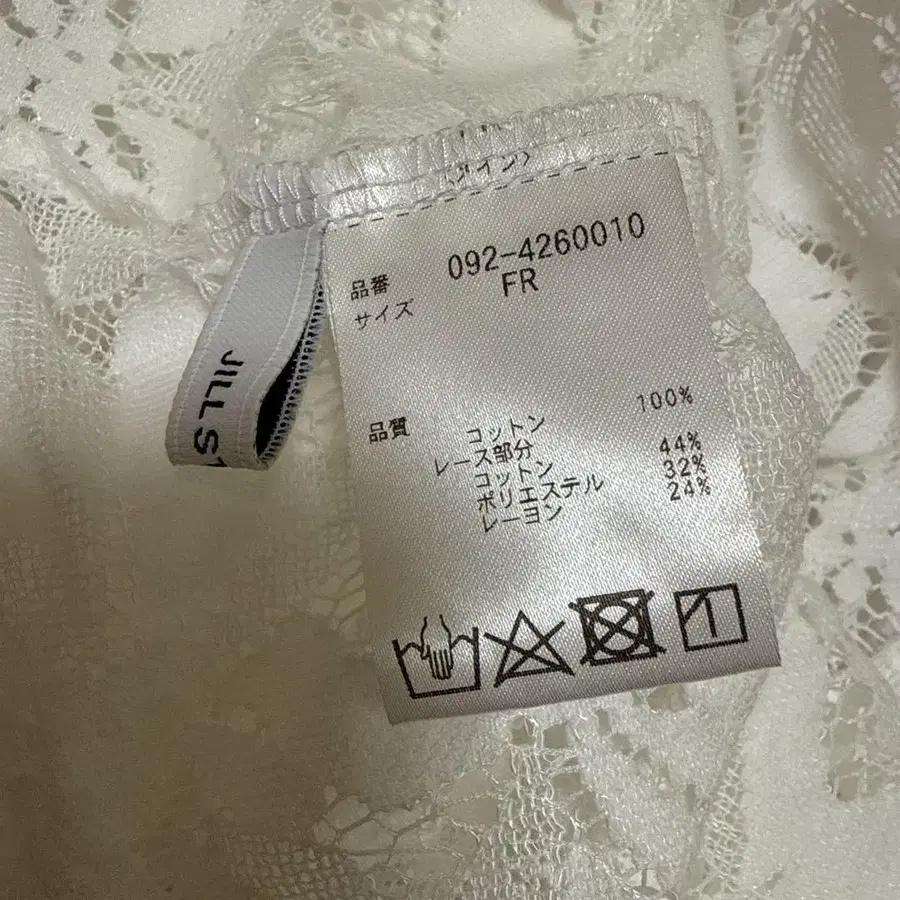 品番 092-4260010
サイズ FR
品質 コットン 100%
レース部分
コットン 44%
ポリエステル 32%
レーヨン 24%
JILL